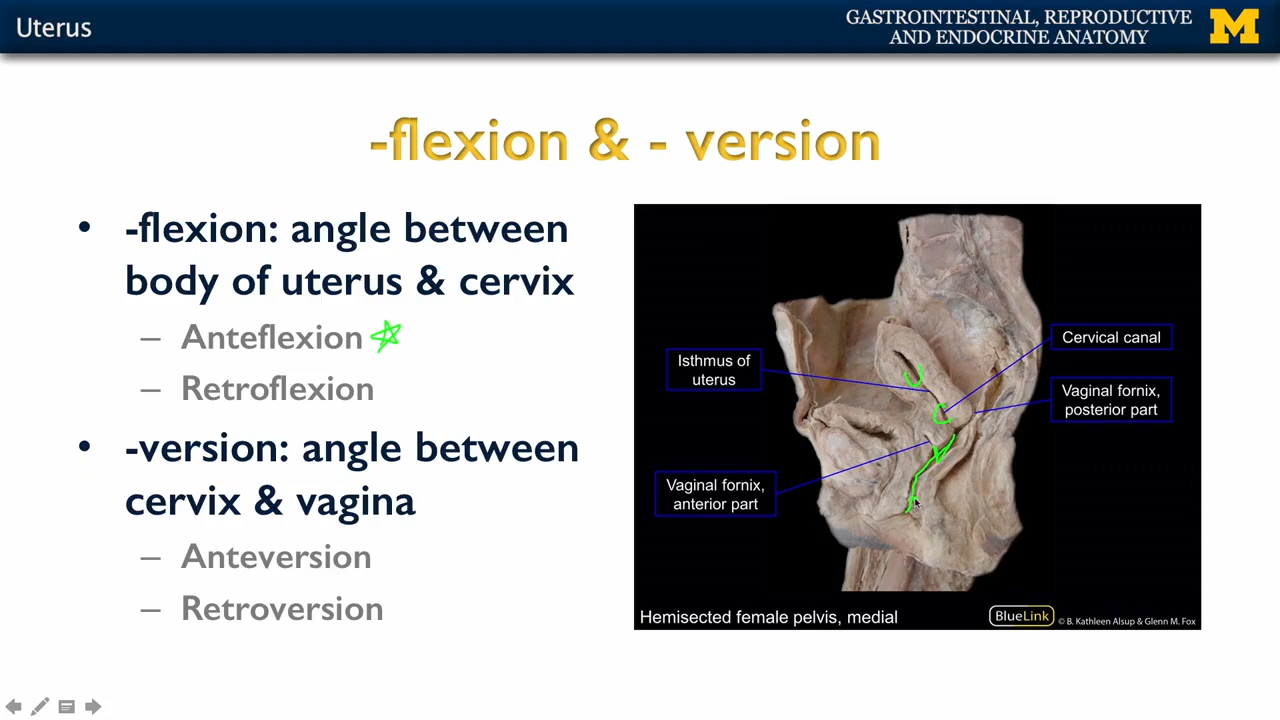 Uterus
GASTROINTESTINAL, REPRODUCTIVE
AND ENDOCRINE ANATOMY
M
-flexion & - version
• -flexion: angle between
body of uterus & cervix
– Anteflexion
– Retroflexion
• -version: angle between
cervix & vagina
– Anteversion
– Retroversion
Isthmus of
uterus
Cervical canal
Vaginal fornix,
posterior part
Vaginal fornix,
anterior part
U
C
V
Hemisected female pelvis, medial
BlueLink
© B. Kathleen Alsup & Glenn M. Fox